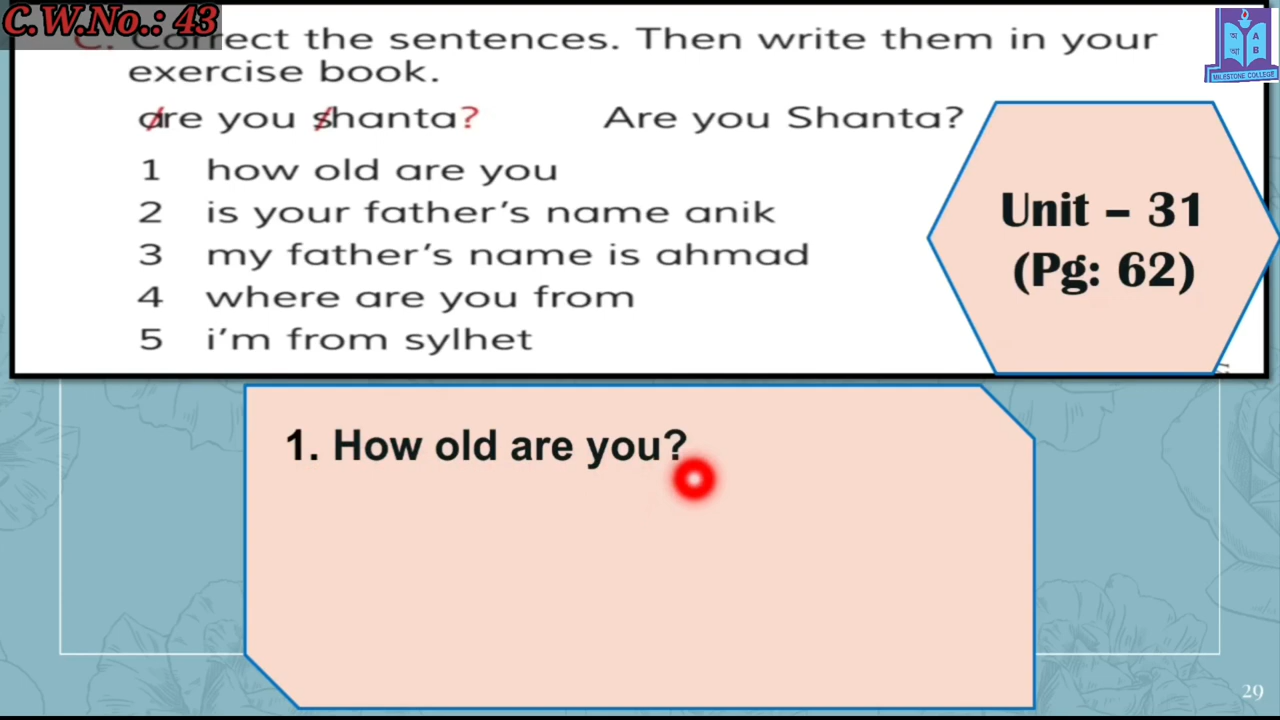 C.W.No.: 43
C. Correct the sentences. Then write them in your
exercise book.
are you shanta? Are you Shanta?
1 how old are you
2 is your father's name anik
3 my father's name is ahmad
4 where are you from
5 i'm from sylhet
Unit – 31
(Pg: 62)
1. How old are you?
অ A
আ B
MILESTONE COLLEGE
29